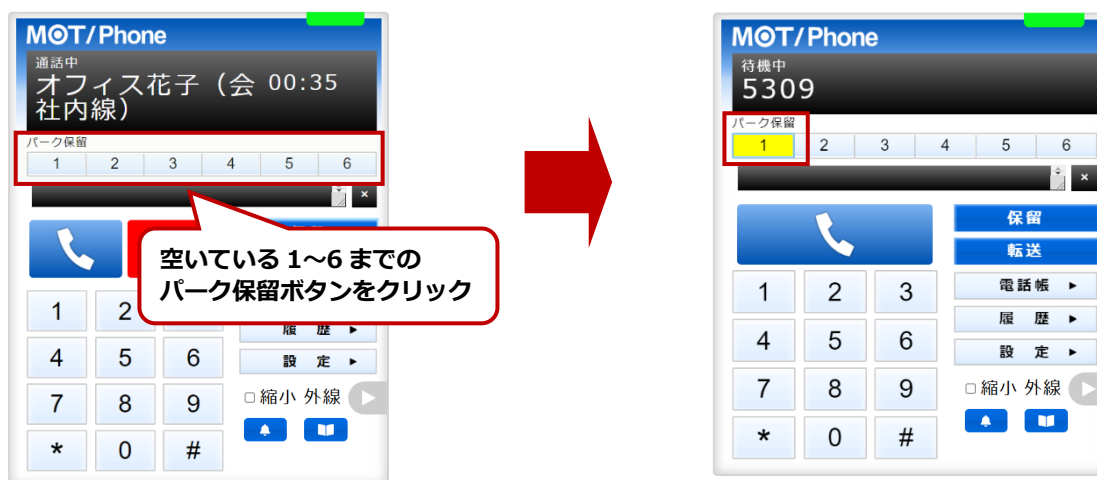 MOT/Phone
通話中
オフィス花子（会 00:35
社内線）
パーク保留
1 2 3 4 5 6
×
空いている 1～6 までの
パーク保留ボタンをクリック
1 2
履 歴 ►
4 5 6
設 定 ►
7 8 9
□縮小 外線
* 0 #
MOT/Phone
待機中
5309
パーク保留
1 2 3 4 5 6
×
保留
転送
1 2 3
電話帳 ►
履 歴 ►
4 5 6
設 定 ►
7 8 9
□縮小 外線
* 0 #